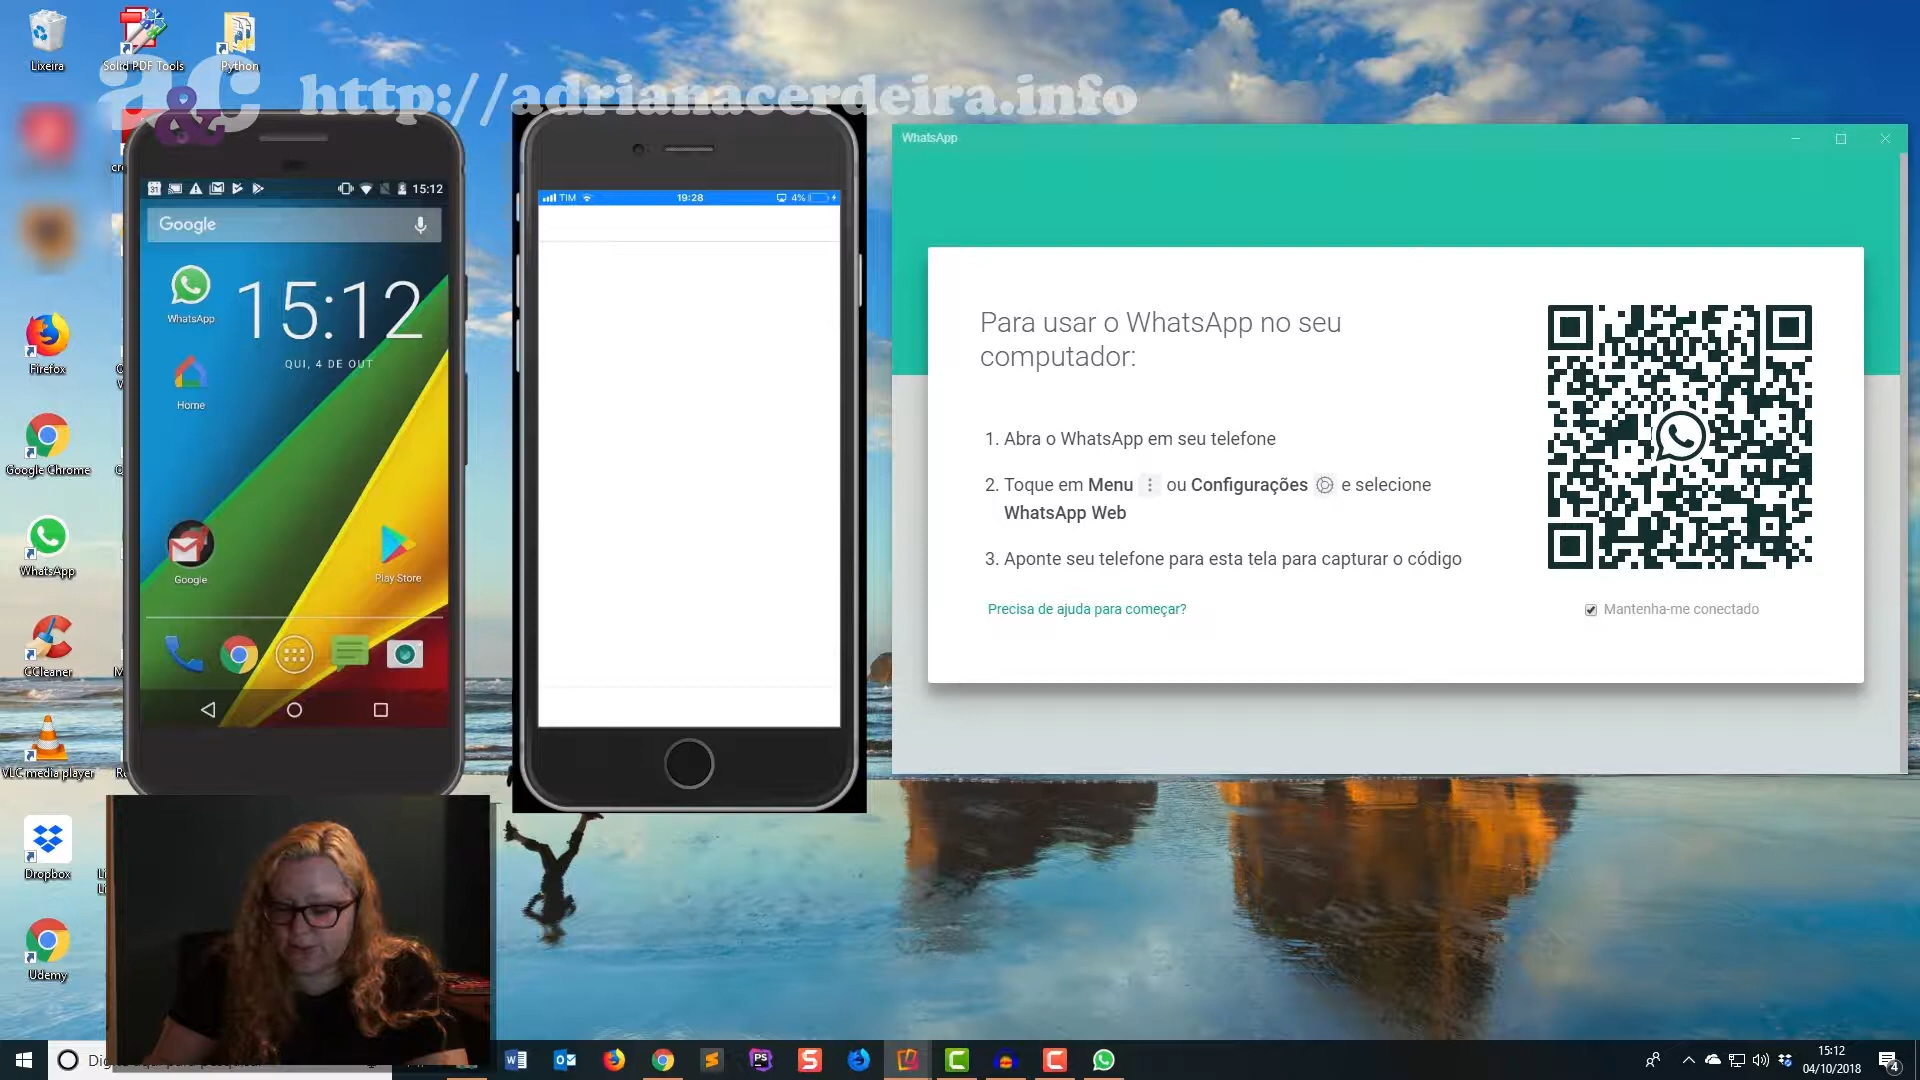 Lixeira
Solid PDF Tools
Python
a&c http://adrianacerdeira.info
Firefox
Google Chrome
WhatsApp
CCleaner
VLC media player
Dropbox
Udemy
31
15:12
Google
WhatsApp
15:12
QUI, 4 DE OUT
Home
Google
Play Store
TIM
19:28
4%
WhatsApp
Para usar o WhatsApp no seu
computador:
1. Abra o WhatsApp em seu telefone
2. Toque em Menu ou Configurações e selecione
WhatsApp Web
3. Aponte seu telefone para esta tela para capturar o código
Precisa de ajuda para começar?
Mantenha-me conectado
PS
15:12
04/10/2018
4